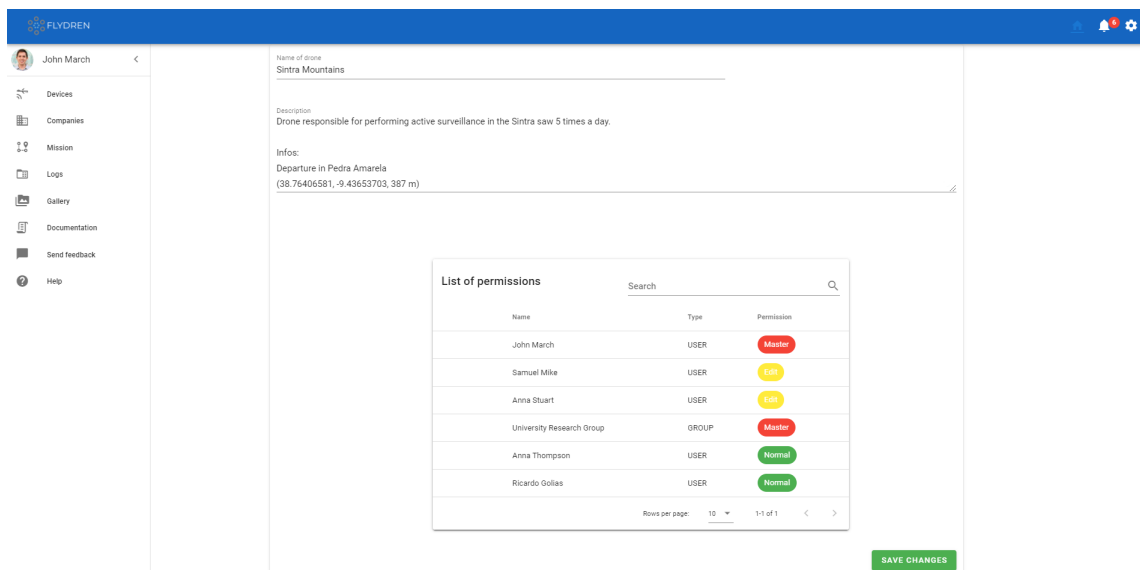 FLYDREN
6
John March
Devices
Companies
Mission
Logs
Gallery
Documentation
Send feedback
Help
Name of drone
Sintra Mountains
Description
Drone responsible for performing active surveillance in the Sintra saw 5 times a day.
Infos:
Departure in Pedra Amarela
(38.76406581, -9.43653703, 387 m)
List of permissions
Search
Name Type Permission
John March USER Master
Samuel Mike USER Edit
Anna Stuart USER Edit
University Research Group GROUP Master
Anna Thompson USER Normal
Ricardo Golias USER Normal
Rows per page: 10 1-1 of 1
SAVE CHANGES